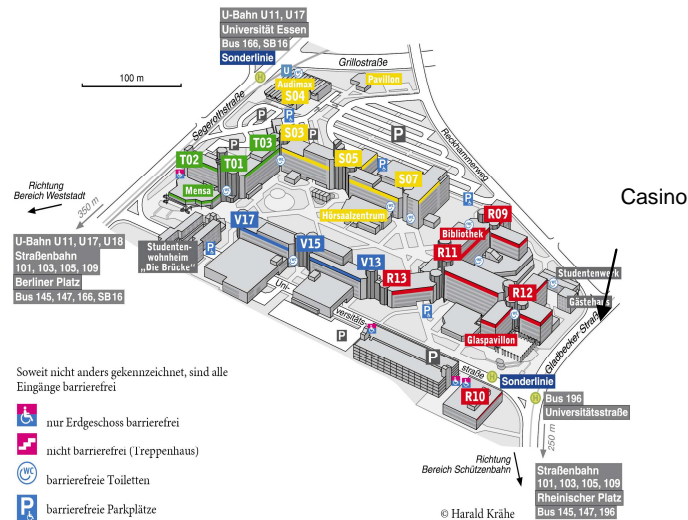 U-Bahn U11, U17
Universität Essen
Bus 166, SB16
Sonderlinie
H
100 m
Grillostraße
Segerothstraße
Reckhammerweg
U
Audimax
S04
Pavillon
P
P
P
P
P
S03
T03
T02
T01
S05
P
S07
Mensa
Hörsaalzentrum
P
Casino
Richtung
Bereich Weststadt
350 m
U-Bahn U11, U17, U18
Straßenbahn
101, 103, 105, 109
Berliner Platz
Bus 145, 147, 166, SB16
Studenten-
wohnheim
„Die Brücke“
P
V17
V15
V13
R09
Bibliothek
R11
R13
R12
Studentenwerk
Gästehaus
Glaspavillon
Gladbecker Straße
Uni-
versitäts-
straße
P
P
P
R10
H
Sonderlinie
H
Bus 196
Universitätsstraße
250 m
Richtung
Bereich Schützenbahn
Straßenbahn
101, 103, 105, 109
Rheinischer Platz
Bus 145, 147, 196
Soweit nicht anders gekennzeichnet, sind alle
Eingänge barrierefrei
nur Erdgeschoss barrierefrei
nicht barrierefrei (Treppenhaus)
WC
barrierefreie Toiletten
P
barrierefreie Parkplätze
© Harald Krähe